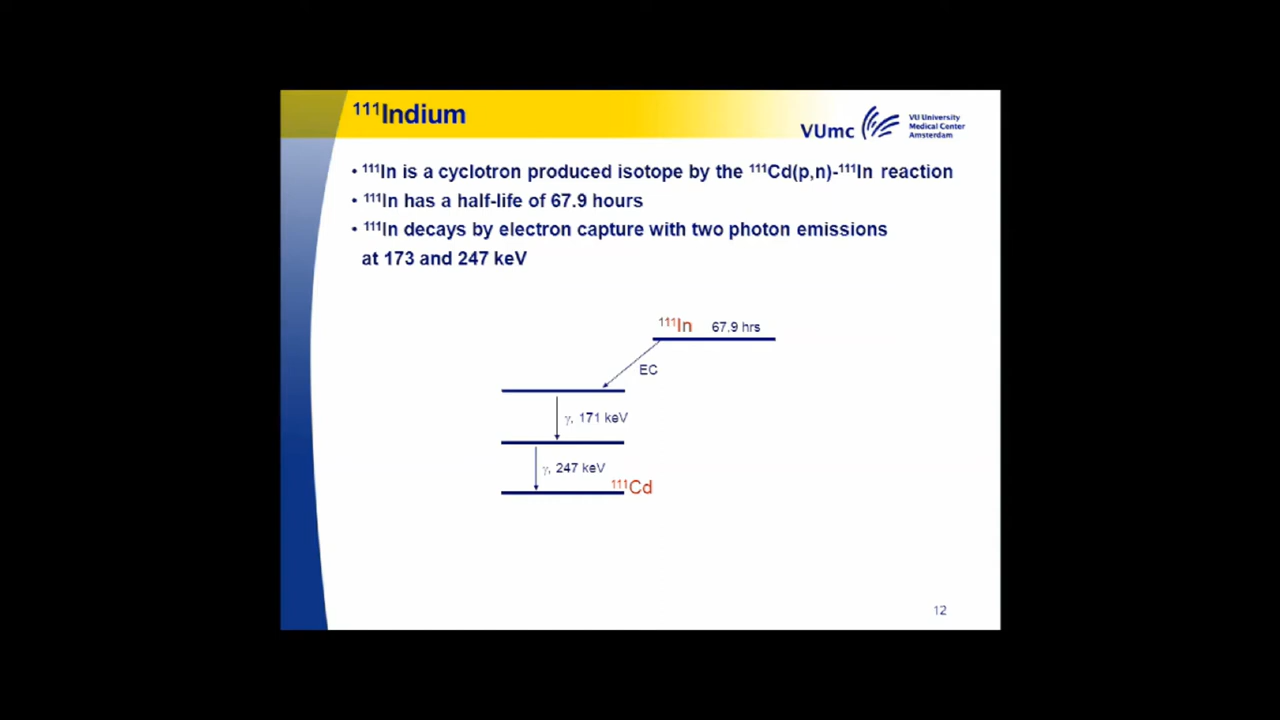 ¹¹¹Indium
VUmc
VU University
Medical Center
Amsterdam
• ¹¹¹In is a cyclotron produced isotope by the ¹¹¹Cd(p,n)-¹¹¹In reaction
• ¹¹¹In has a half-life of 67.9 hours
• ¹¹¹In decays by electron capture with two photon emissions
at 173 and 247 keV
¹¹¹In 67.9 hrs
EC
γ, 171 keV
γ, 247 keV
¹¹¹Cd
12